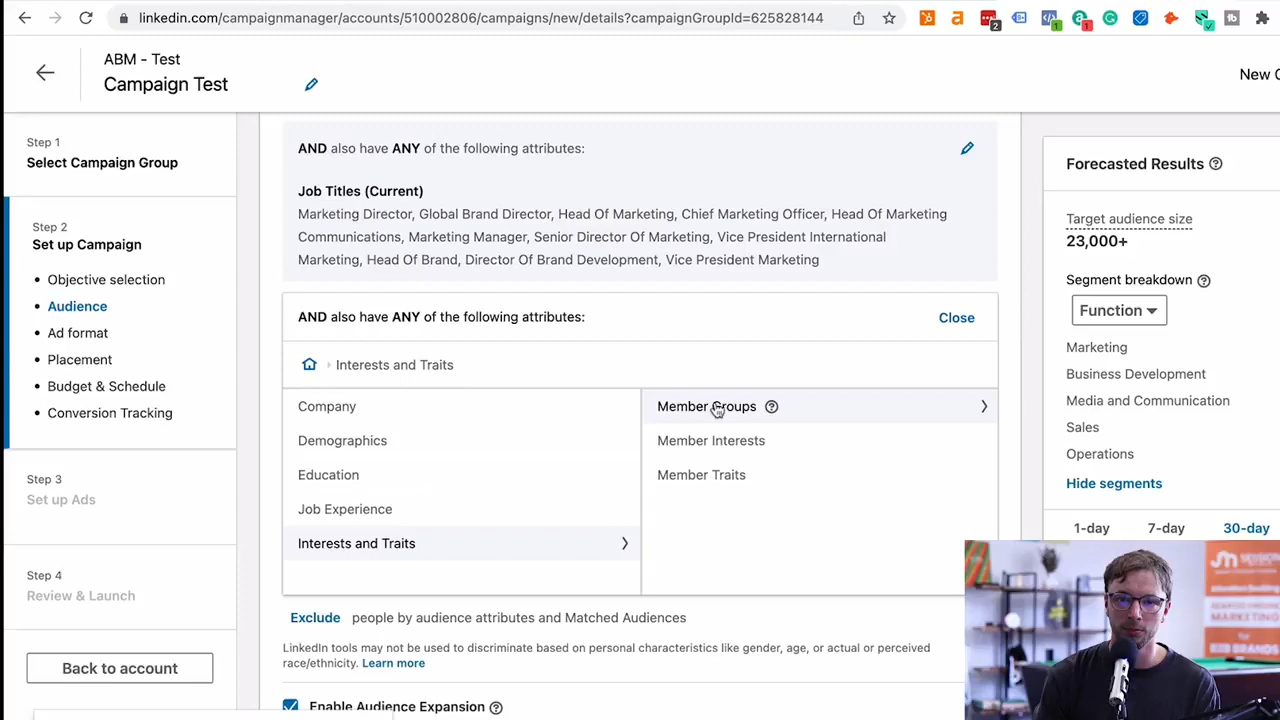 linkedin.com/campaignmanager/accounts/510002806/campaigns/new/details?campaignGroupId=625828144
2
1
1
ABM - Test
Campaign Test
New C
Step 1
Select Campaign Group
Step 2
Set up Campaign
• Objective selection
• Audience
• Ad format
• Placement
• Budget & Schedule
• Conversion Tracking
Step 3
Set up Ads
Step 4
Review & Launch
Back to account
AND also have ANY of the following attributes:
Job Titles (Current)
Marketing Director, Global Brand Director, Head Of Marketing, Chief Marketing Officer, Head Of Marketing
Communications, Marketing Manager, Senior Director Of Marketing, Vice President International
Marketing, Head Of Brand, Director Of Brand Development, Vice President Marketing
AND also have ANY of the following attributes:
Close
Interests and Traits
Company
Demographics
Education
Job Experience
Interests and Traits
Member Groups
Member Interests
Member Traits
Exclude people by audience attributes and Matched Audiences
LinkedIn tools may not be used to discriminate based on personal characteristics like gender, age, or actual or perceived
race/ethnicity. Learn more
Enable Audience Expansion
Forecasted Results
Target audience size
23,000+
Segment breakdown
Function
Marketing
Business Development
Media and Communication
Sales
Operations
Hide segments
1-day 7-day 30-day
MARKETING
B2B BRANDS